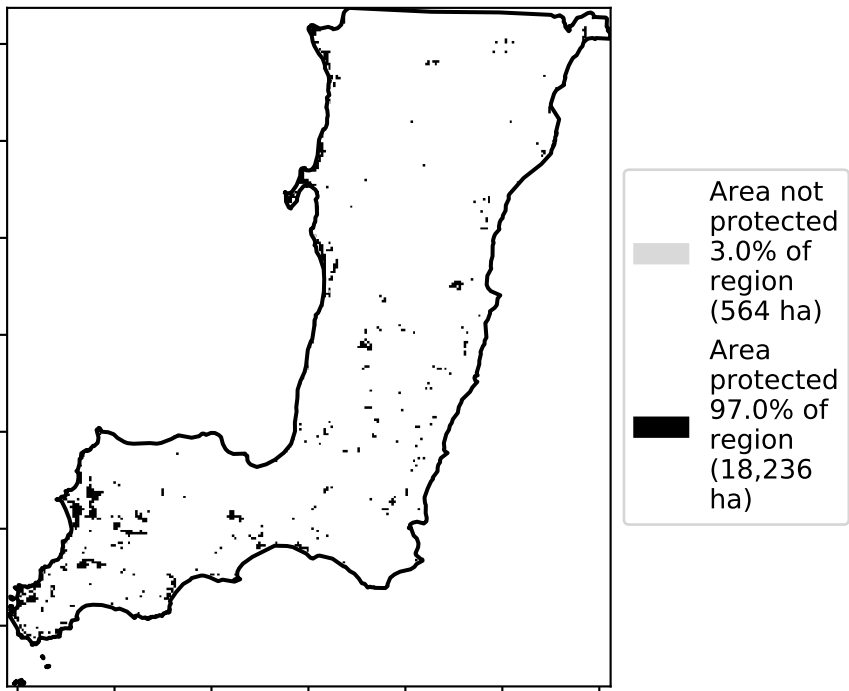 Area not
protected
3.0% of
region
(564 ha)
Area
protected
97.0% of
region
(18,236
ha)